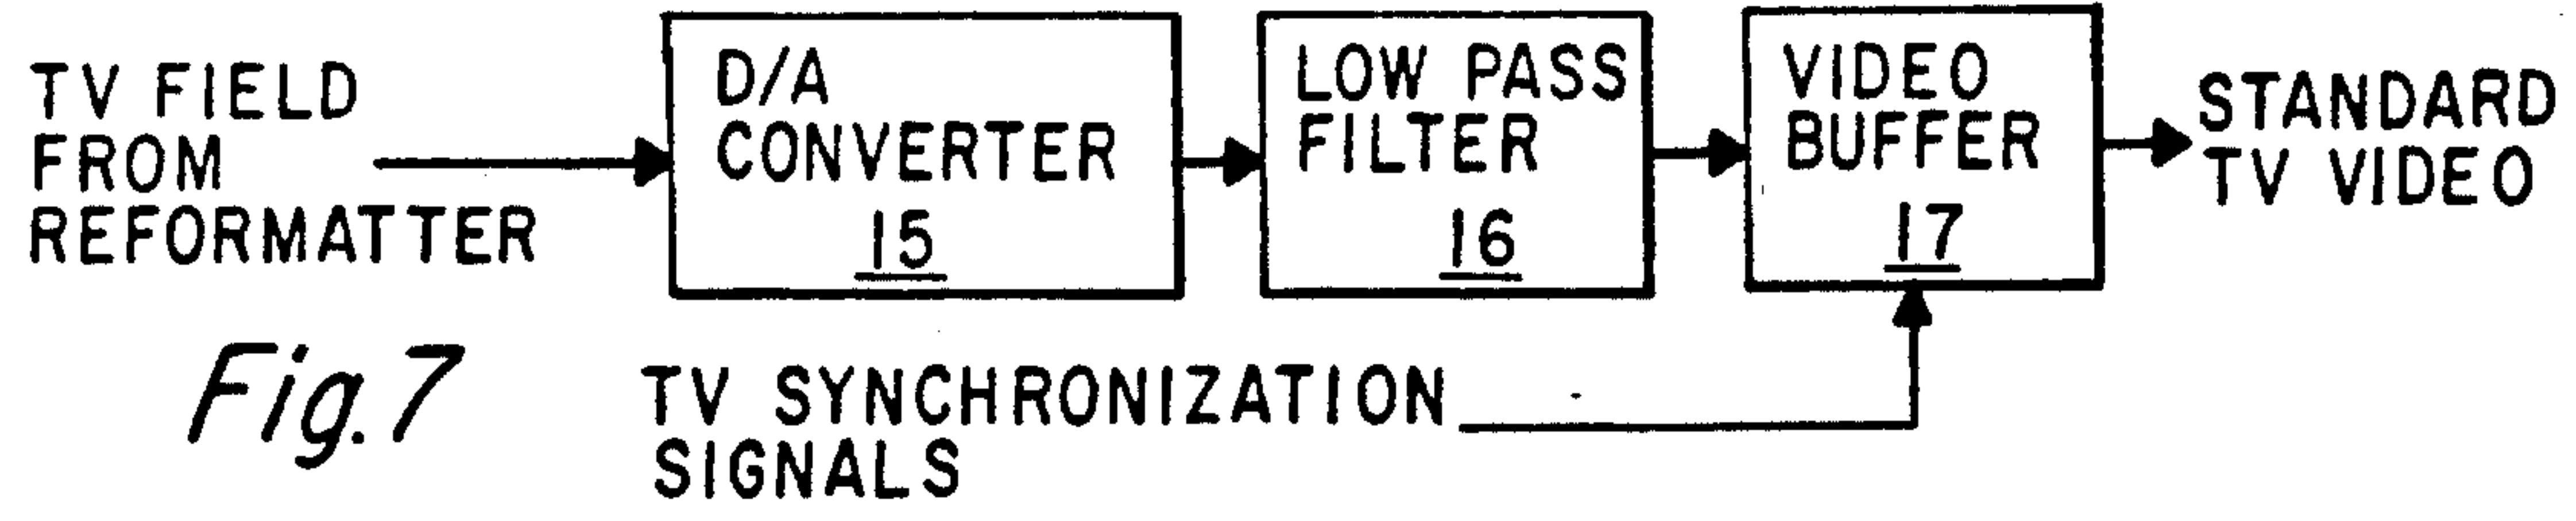 TV FIELD
FROM
REFORMATTER
D/A
CONVERTER
15
LOW PASS
FILTER
16
VIDEO
BUFFER
17
STANDARD
TV VIDEO
TV SYNCHRONIZATION
SIGNALS
Fig. 7